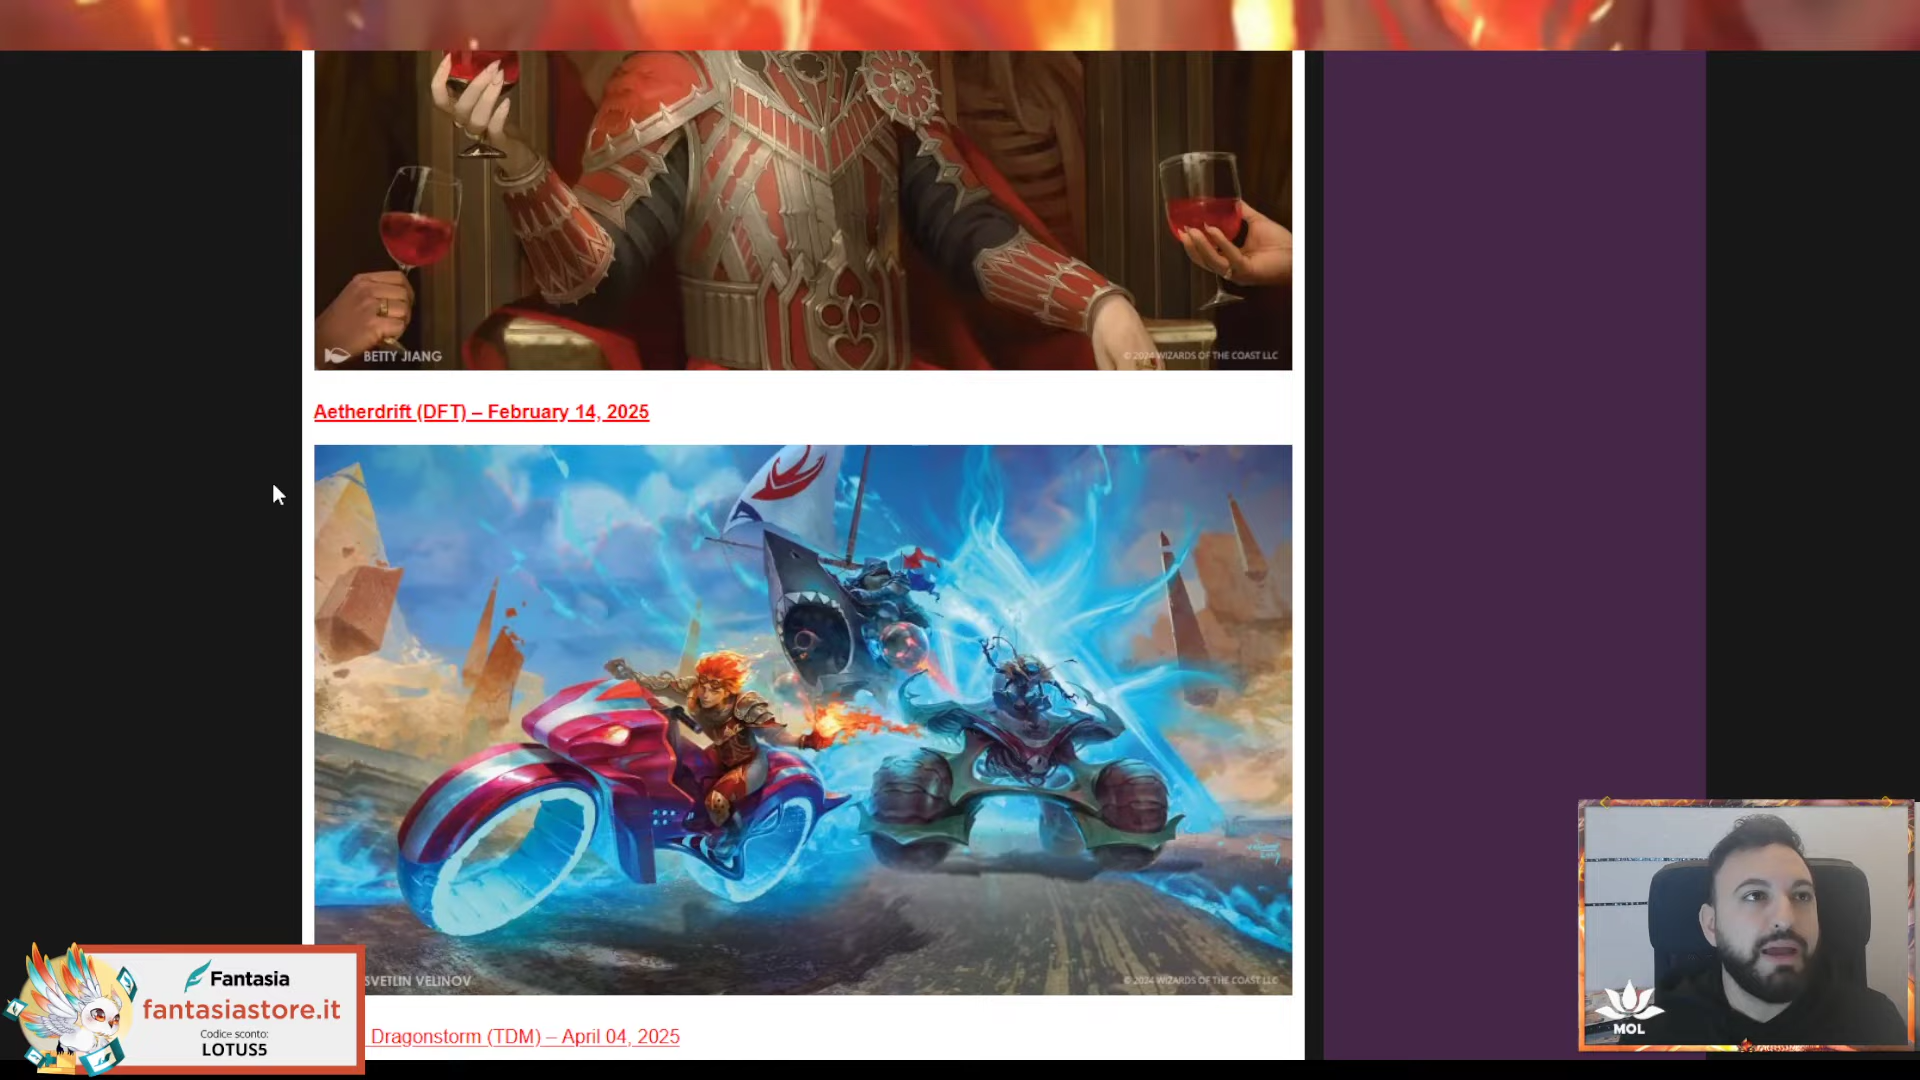 BETTY JIANG
© 2024 WIZARDS OF THE COAST LLC
Aetherdrift (DFT) – February 14, 2025
SVETLIN VELINOV
© 2024 WIZARDS OF THE COAST LLC
Dragonstorm (TDM) – April 04, 2025
Fantasia
fantasiastore.it
Codice sconto:
LOTUS5
MOL